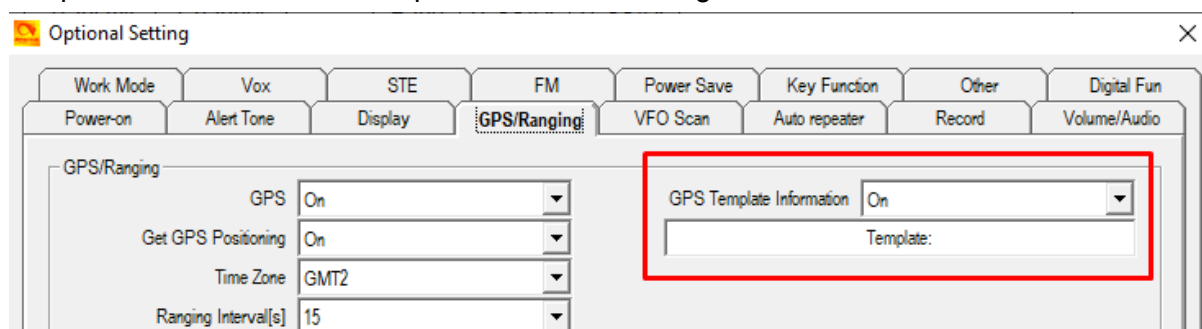 Optional Setting
Work Mode Vox STE FM Power Save Key Function Other Digital Fun
Power-on Alert Tone Display GPS/Ranging VFO Scan Auto repeater Record Volume/Audio
GPS/Ranging
GPS On GPS Template Information On
Get GPS Positioning On Template:
Time Zone GMT2
Ranging Interval[s] 15